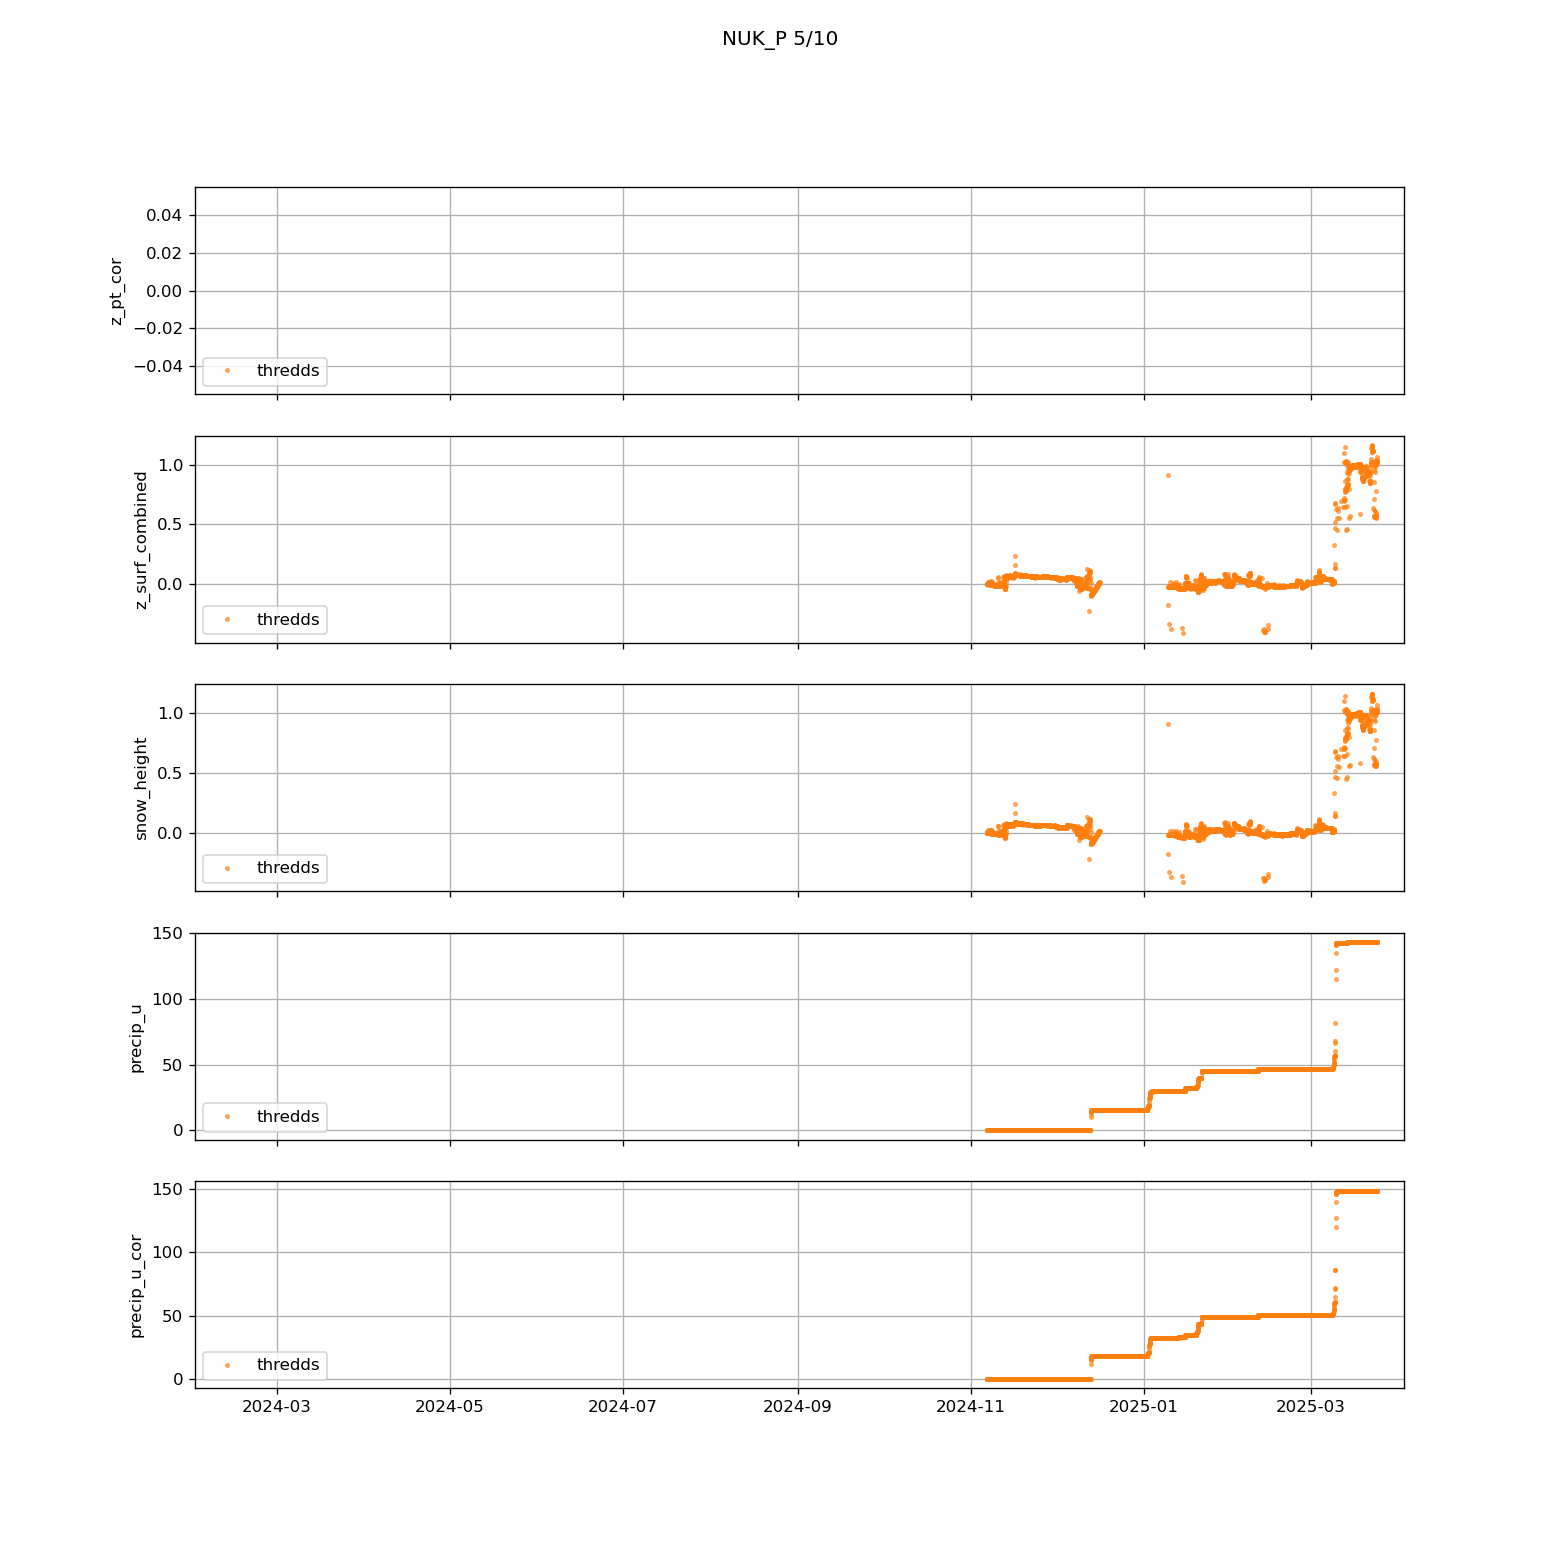 NUK_P 5/10
z_pt_cor
0.04
0.02
0.00
−0.02
−0.04
thredds
z_surf_combined
1.0
0.5
0.0
thredds
snow_height
1.0
0.5
0.0
thredds
precip_u
150
100
50
0
thredds
precip_u_cor
150
100
50
0
thredds
2024-03 2024-05 2024-07 2024-09 2024-11 2025-01 2025-03